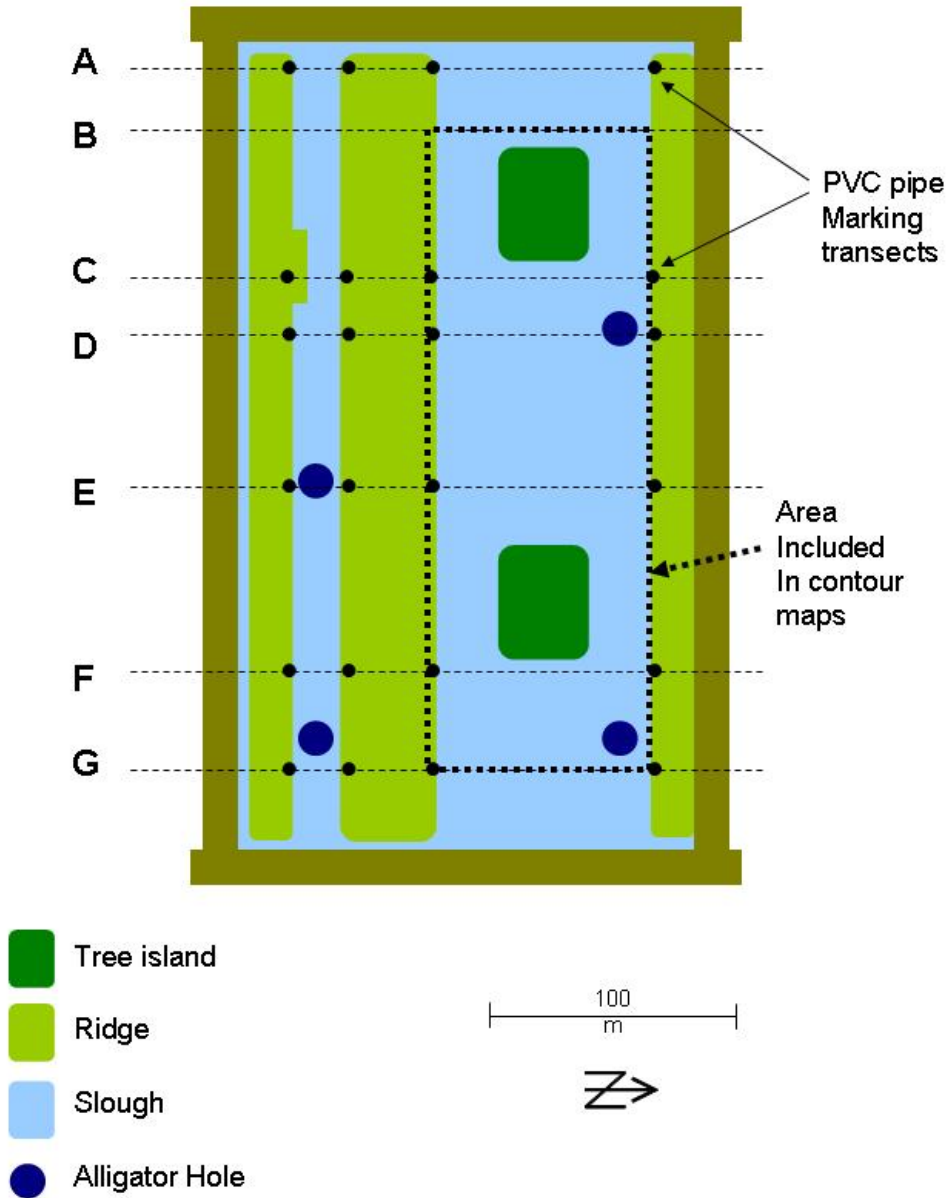 A
B
PVC pipe
Marking
transects
C
D
E
Area
Included
In contour
maps
F
G
Tree island
Ridge
Slough
Alligator Hole
100
m
Z